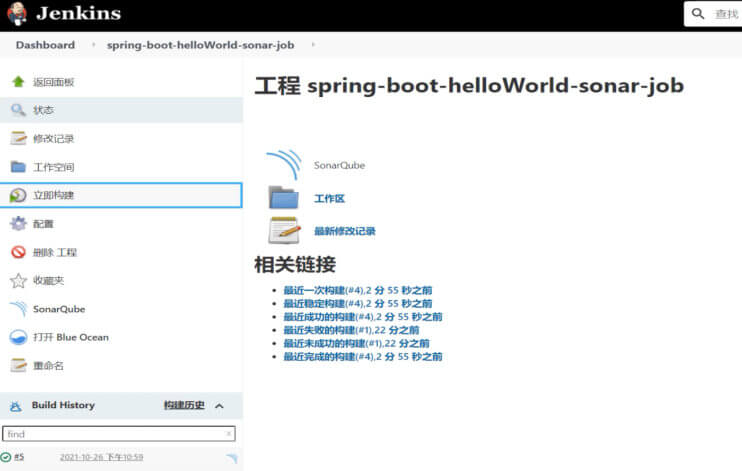 Jenkins
查找
Dashboard
spring-boot-helloWorld-sonar-job
返回面板
状态
修改记录
工作空间
立即构建
配置
删除 工程
收藏夹
SonarQube
打开 Blue Ocean
重命名
Build History
构建历史
find
×
#5
2021-10-26 下午10:59
工程 spring-boot-helloWorld-sonar-job
SonarQube
工作区
最新修改记录
相关链接
• 最近一次构建(#4),2 分 55 秒之前
• 最近稳定构建(#4),2 分 55 秒之前
• 最近成功的构建(#4),2 分 55 秒之前
• 最近失败的构建(#1),22 分之前
• 最近未成功的构建(#1),22 分之前
• 最近完成的构建(#4),2 分 55 秒之前